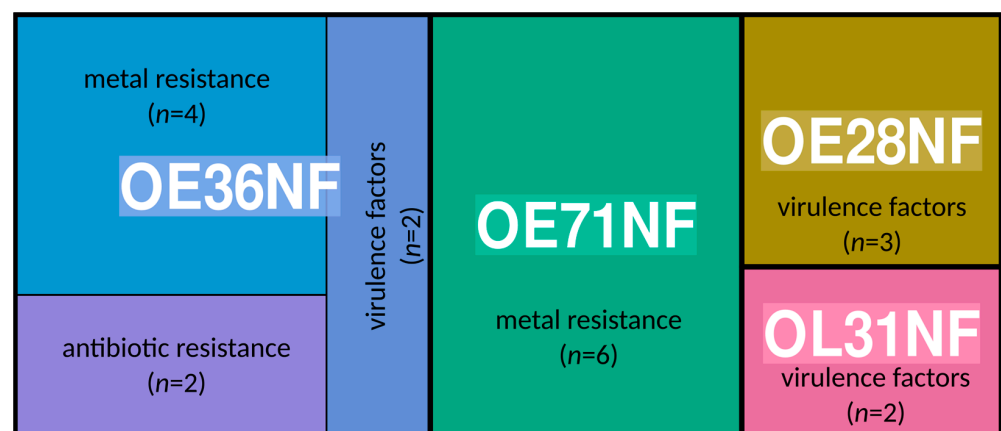 metal resistance
(n=4)
OE36NF
antibiotic resistance
(n=2)
virulence factors
(n=2)
OE71NF
metal resistance
(n=6)
OE28NF
virulence factors
(n=3)
OL31NF
virulence factors
(n=2)